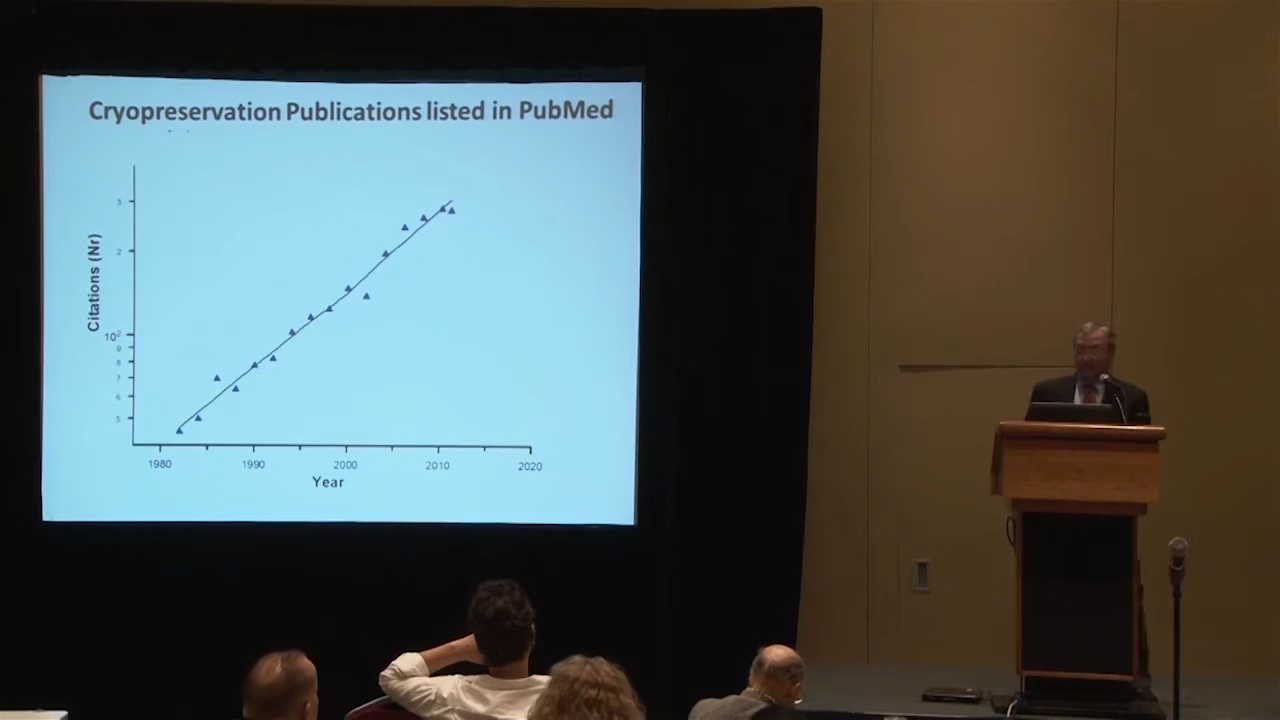 Cryopreservation Publications listed in PubMed
Citations (Nr)
3
2
10²
9
8
7
6
5
1980 1990 2000 2010 2020
Year